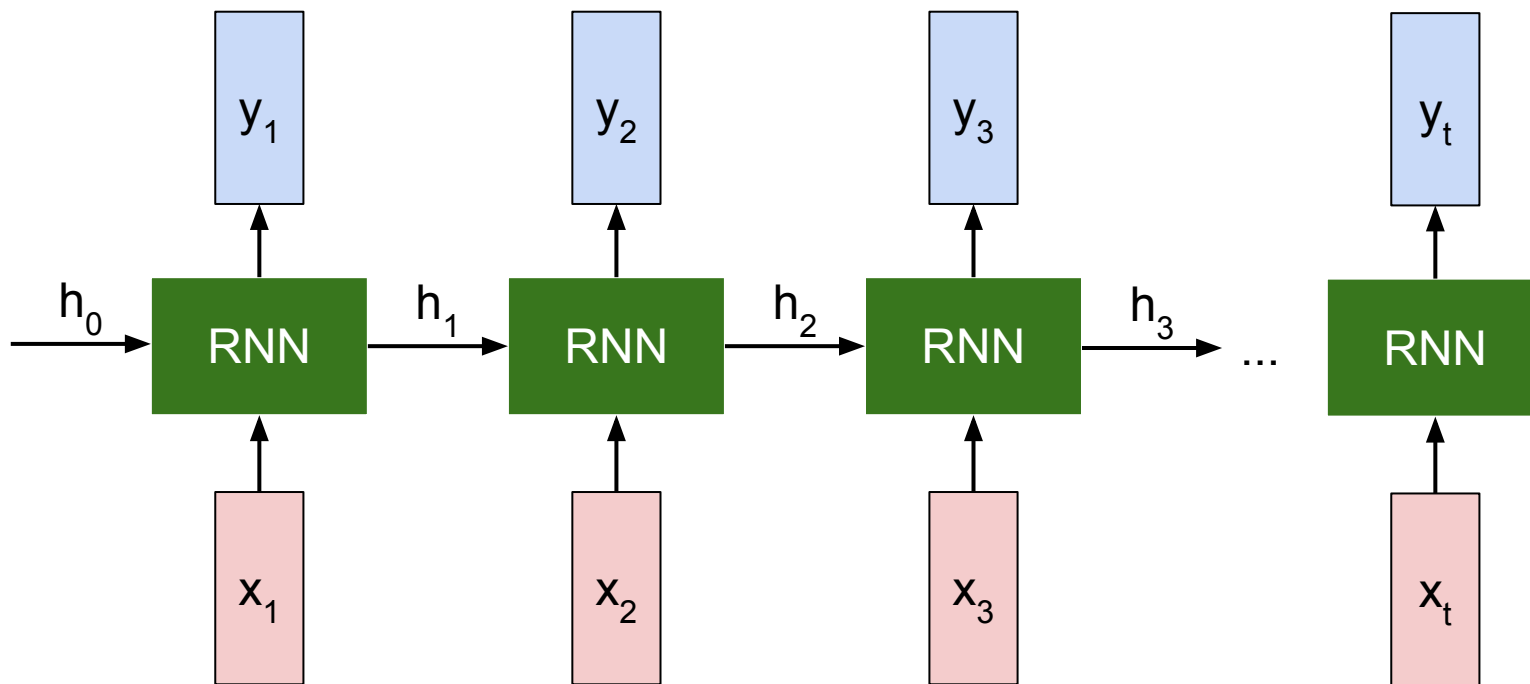 y₁ y₂ y₃ yₜ
h₀ RNN h₁ RNN h₂ RNN h₃ ... RNN
x₁ x₂ x₃ xₜ